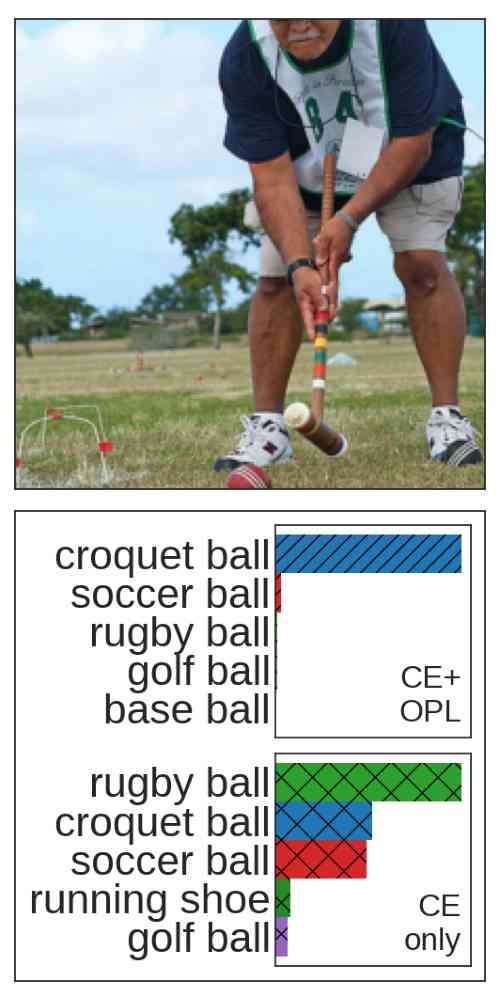 84
croquet ball
soccer ball
rugby ball
golf ball
base ball
CE+
OPL
rugby ball
croquet ball
soccer ball
running shoe
golf ball
CE
only